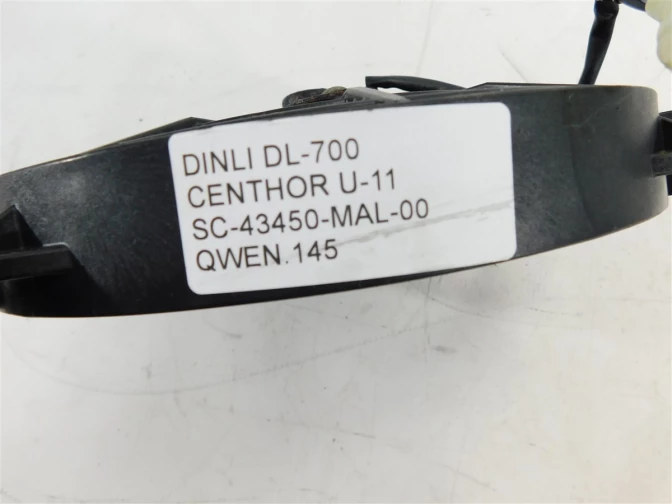 DINLI DL-700
CENTHOR U-11
SC-43450-MAL-00
QWEN.145